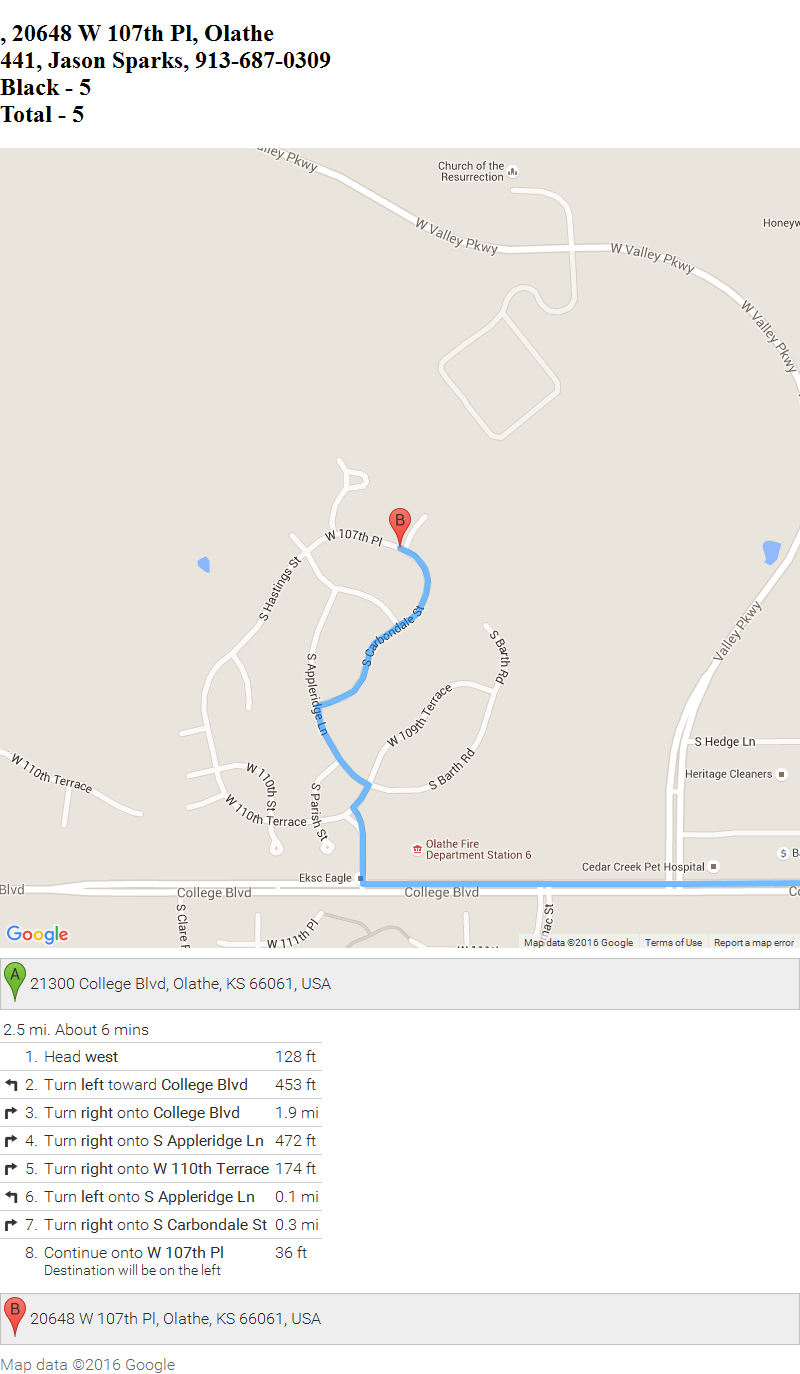 , 20648 W 107th Pl, Olathe
441, Jason Sparks, 913-687-0309
Black - 5
Total - 5
alley Pkwy
Church of the
Resurrection
Honeyw
W Valley Pkwy
W Valley Pkwy
W Valley Pkwy
B
W 107th Pl
S Hastings St
S Carbondale St
S Barth Rd
Valley Pkwy
S Appleridge Ln
W 109th Terrace
S Hedge Ln
W 110th Terrace
W 110th St
S Parish St
S Barth Rd
Heritage Cleaners
W 110th Terrace
Olathe Fire
Department Station 6
$ B
Cedar Creek Pet Hospital
Eksc Eagle
Blvd
College Blvd
College Blvd
Co
S Clare F
W 111th Pl
mac St
Google
Map data ©2016 Google Terms of Use Report a map error
A 21300 College Blvd, Olathe, KS 66061, USA
2.5 mi. About 6 mins
1. Head west 128 ft
2. Turn left toward College Blvd 453 ft
3. Turn right onto College Blvd 1.9 mi
4. Turn right onto S Appleridge Ln 472 ft
5. Turn right onto W 110th Terrace 174 ft
6. Turn left onto S Appleridge Ln 0.1 mi
7. Turn right onto S Carbondale St 0.3 mi
8. Continue onto W 107th Pl 36 ft
Destination will be on the left
B 20648 W 107th Pl, Olathe, KS 66061, USA
Map data ©2016 Google